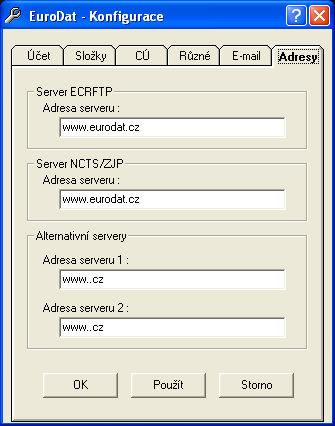 EuroDat - Konfigurace
Účet Složky CÚ Různé E-mail Adresy
Server ECRFTP
Adresa serveru :
www.eurodat.cz
Server NCTS/ZJP
Adresa serveru :
www.eurodat.cz
Alternativní servery
Adresa serveru 1 :
www..cz
Adresa serveru 2 :
www..cz
OK Použít Storno